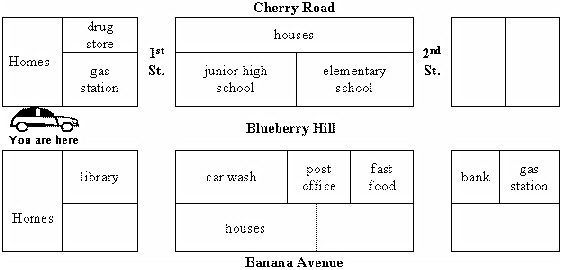 Cherry Road
drug
store
houses
Homes
1st
St.
2nd
St.
gas
station
junior high
school
elementary
school
You are here
Blueberry Hill
library
car wash
post
office
fast
food
bank
gas
station
Homes
houses
Banana Avenue